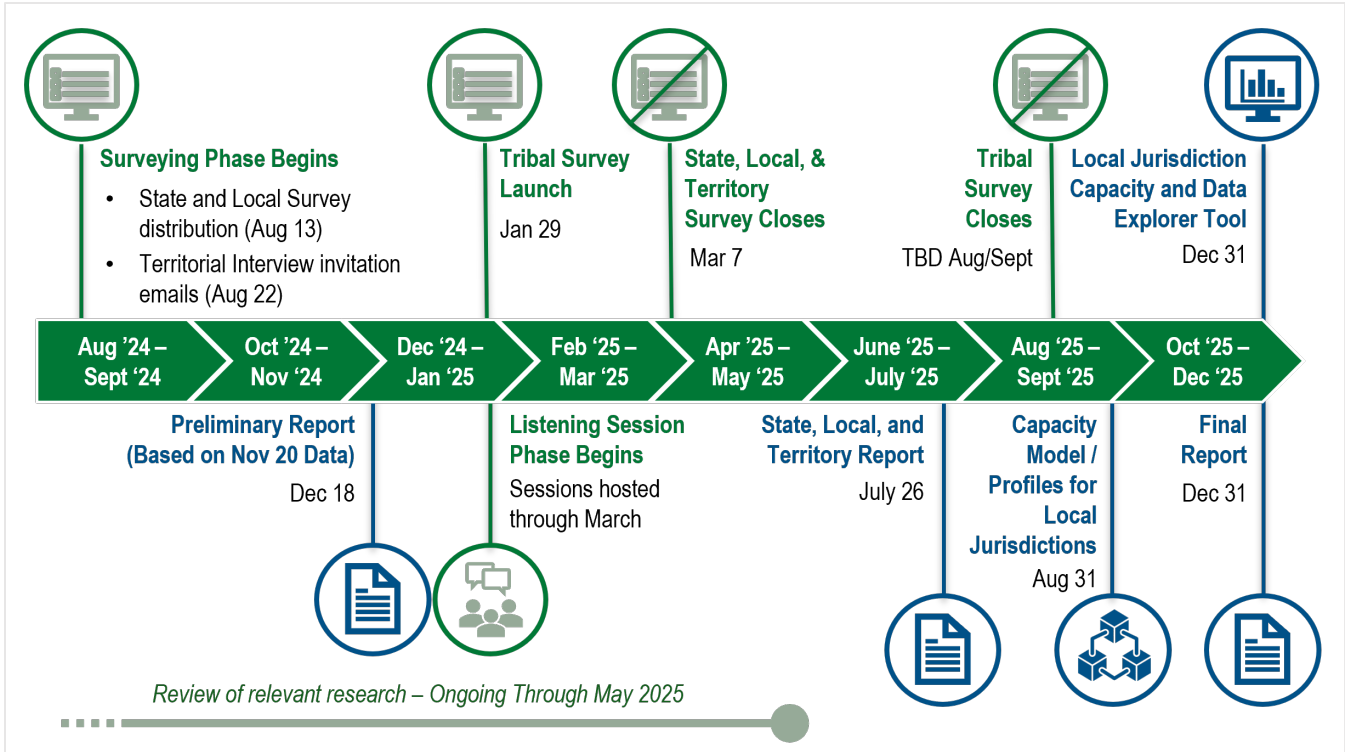 Surveying Phase Begins
• State and Local Survey
distribution (Aug 13)
• Territorial Interview invitation
emails (Aug 22)
Tribal Survey
Launch
Jan 29
State, Local, &
Territory
Survey Closes
Mar 7
Tribal
Survey
Closes
TBD Aug/Sept
Local Jurisdiction
Capacity and Data
Explorer Tool
Dec 31
Aug ‘24 –
Sept ‘24
Oct ‘24 –
Nov ‘24
Dec ‘24 –
Jan ‘25
Feb ‘25 –
Mar ‘25
Apr ‘25 –
May ‘25
June ‘25 –
July ‘25
Aug ‘25 –
Sept ‘25
Oct ‘25 –
Dec ‘25
Preliminary Report
(Based on Nov 20 Data)
Dec 18
Listening Session
Phase Begins
Sessions hosted
through March
State, Local, and
Territory Report
July 26
Capacity
Model /
Profiles for
Local
Jurisdictions
Aug 31
Final
Report
Dec 31
Review of relevant research – Ongoing Through May 2025